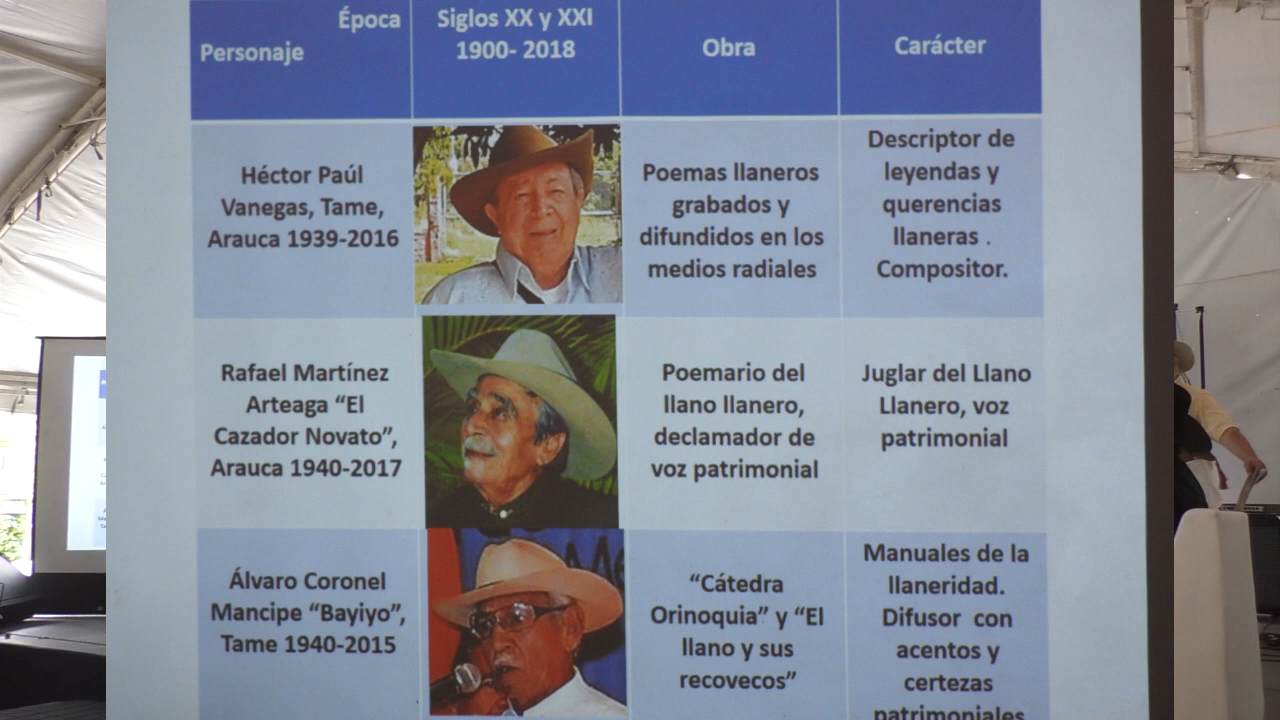 Época
Personaje
Siglos XX y XXI
1900- 2018
Obra
Carácter
Héctor Paúl
Vanegas, Tame,
Arauca 1939-2016
Poemas llaneros
grabados y
difundidos en los
medios radiales
Descriptor de
leyendas y
querencias
llaneras .
Compositor.
Rafael Martínez
Arteaga “El
Cazador Novato”,
Arauca 1940-2017
Poemario del
llano llanero,
declamador de
voz patrimonial
Juglar del Llano
Llanero, voz
patrimonial
Álvaro Coronel
Mancipe “Bayiyo”,
Tame 1940-2015
“Cátedra
Orinoquia” y “El
llano y sus
recovecos”
Manuales de la
llaneridad.
Difusor con
acentos y
certezas
patrimoniales